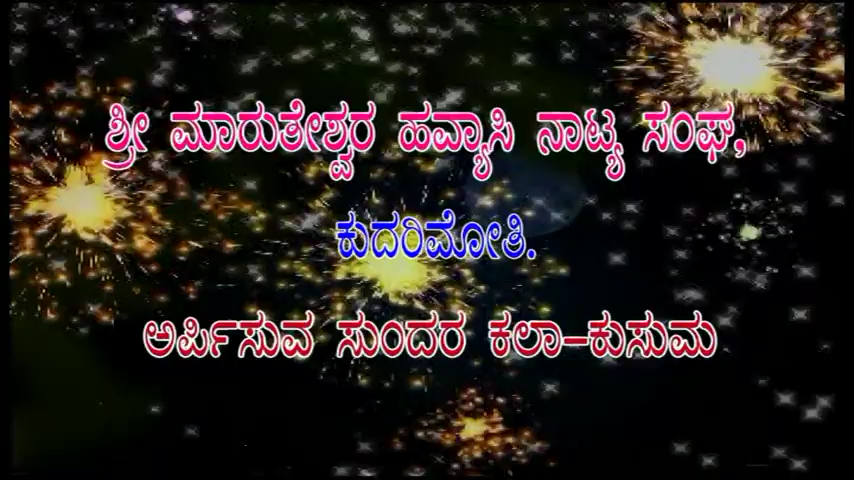 ಶ್ರೀ ಮಾರುತೇಶ್ವರ ಹವ್ಯಾಸಿ ನಾಟ್ಯ ಸಂಘ,
ಕುದರಿಮೋತಿ.
ಅರ್ಪಿಸುವ ಸುಂದರ ಕಲಾ-ಕುಸುಮ